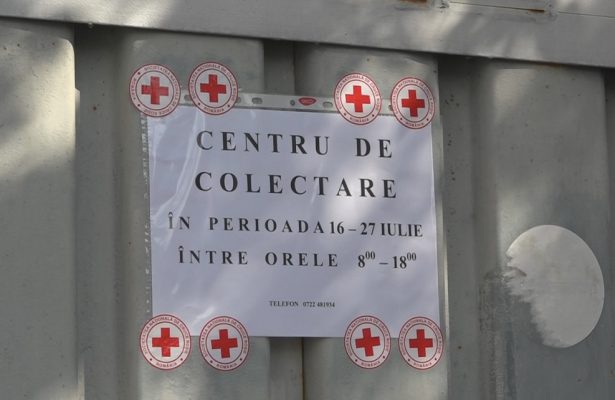 CENTRU DE
COLECTARE
ÎN PERIOADA 16 – 27 IULIE
ÎNTRE ORELE 8⁰⁰ – 18⁰⁰
TELEFON 0722 481934